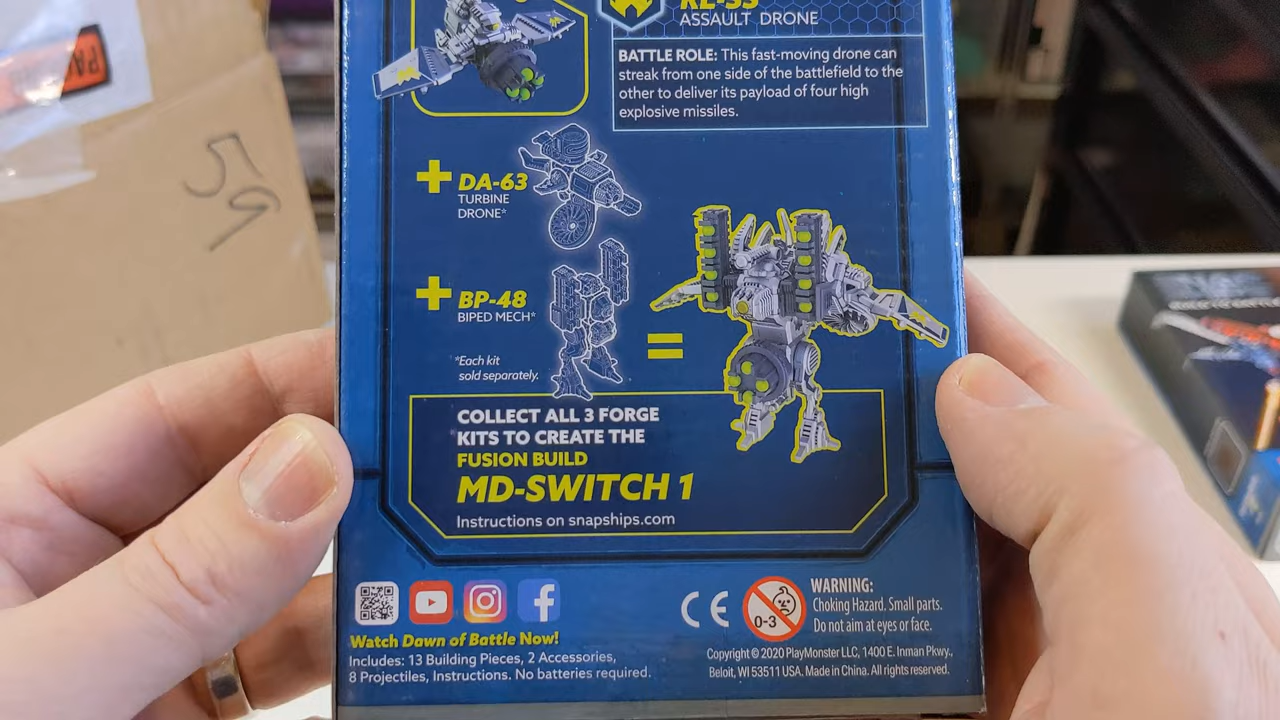 ASSAULT DRONE
BATTLE ROLE: This fast-moving drone can
streak from one side of the battlefield to the
other to deliver its payload of four high
explosive missiles.
+ DA-63
TURBINE
DRONE*
+ BP-48
BIPED MECH*
=
*Each kit
sold separately.
COLLECT ALL 3 FORGE
KITS TO CREATE THE
FUSION BUILD
MD-SWITCH 1
Instructions on snapships.com
CE
0-3
WARNING:
Choking Hazard. Small parts.
Do not aim at eyes or face.
Watch Dawn of Battle Now!
Includes: 13 Building Pieces, 2 Accessories,
8 Projectiles, Instructions. No batteries required.
Copyright © 2020 PlayMonster LLC, 1400 E. Inman Pkwy.,
Beloit, WI 53511 USA. Made in China. All rights reserved.
59